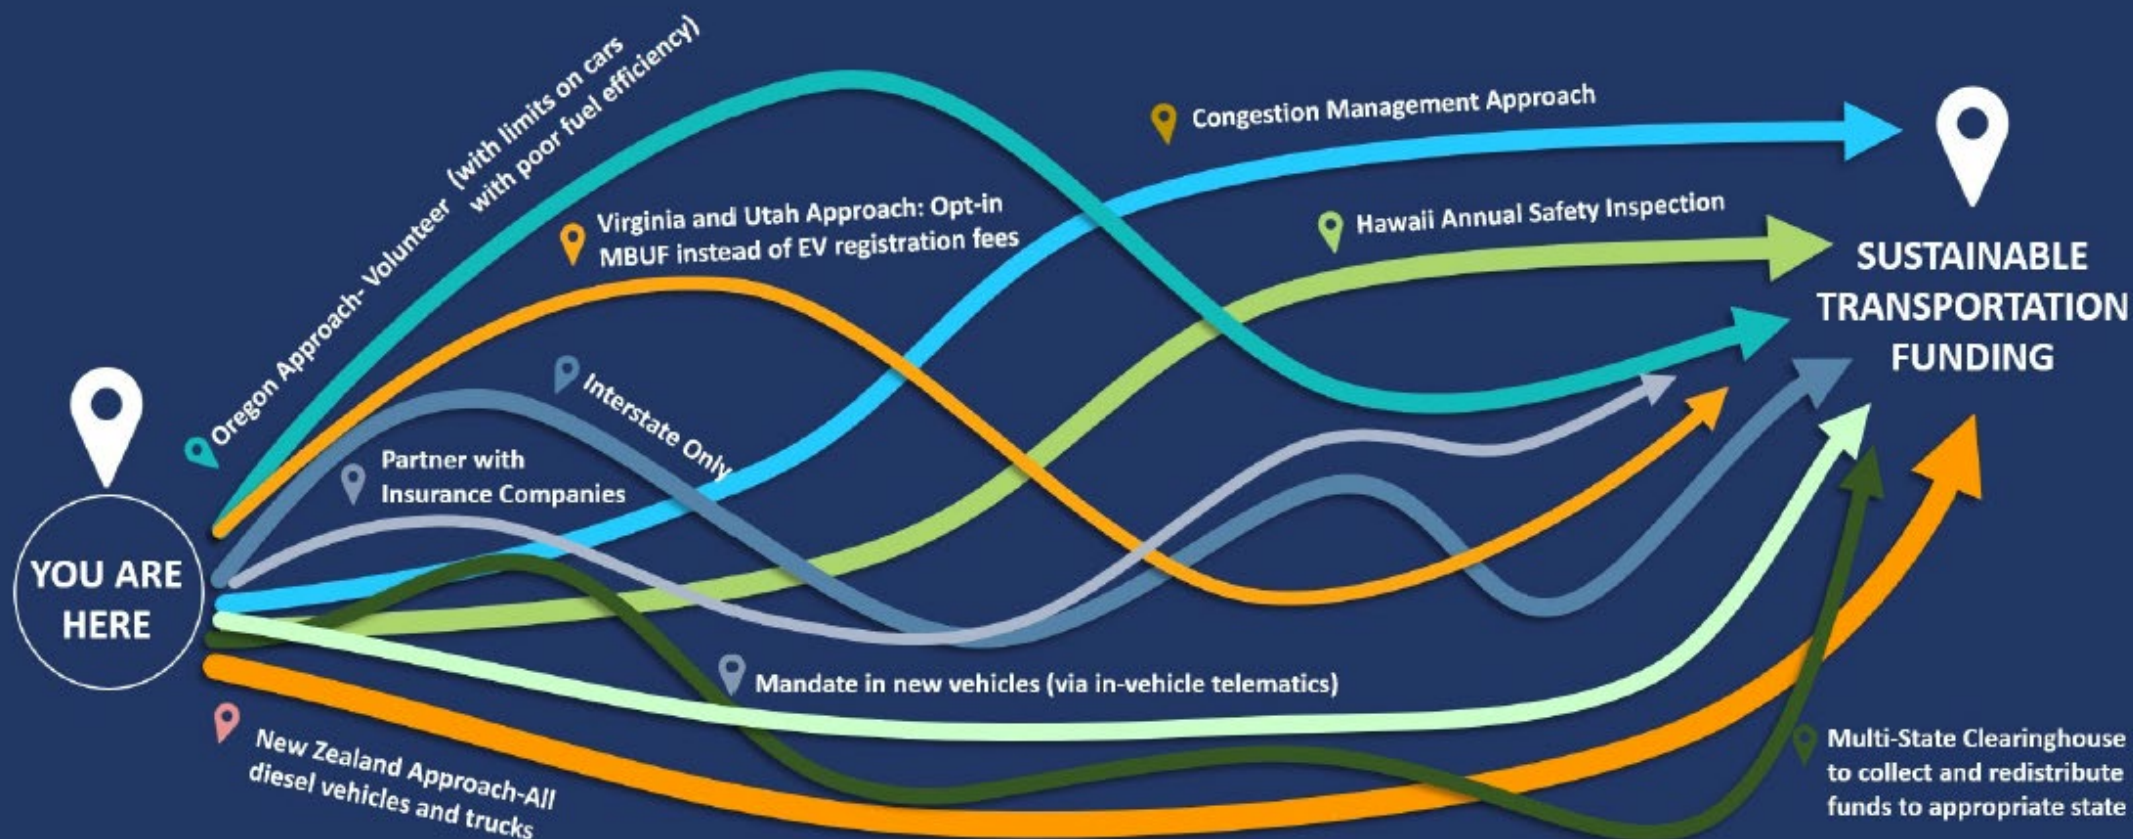 Oregon Approach- Volunteer (with limits on cars
with poor fuel efficiency)
Congestion Management Approach
Virginia and Utah Approach: Opt-in
MBUF instead of EV registration fees
Hawaii Annual Safety Inspection
SUSTAINABLE
TRANSPORTATION
FUNDING
Interstate Only
Partner with
Insurance Companies
YOU ARE
HERE
Mandate in new vehicles (via in-vehicle telematics)
New Zealand Approach-All
diesel vehicles and trucks
Multi-State Clearinghouse
to collect and redistribute
funds to appropriate state